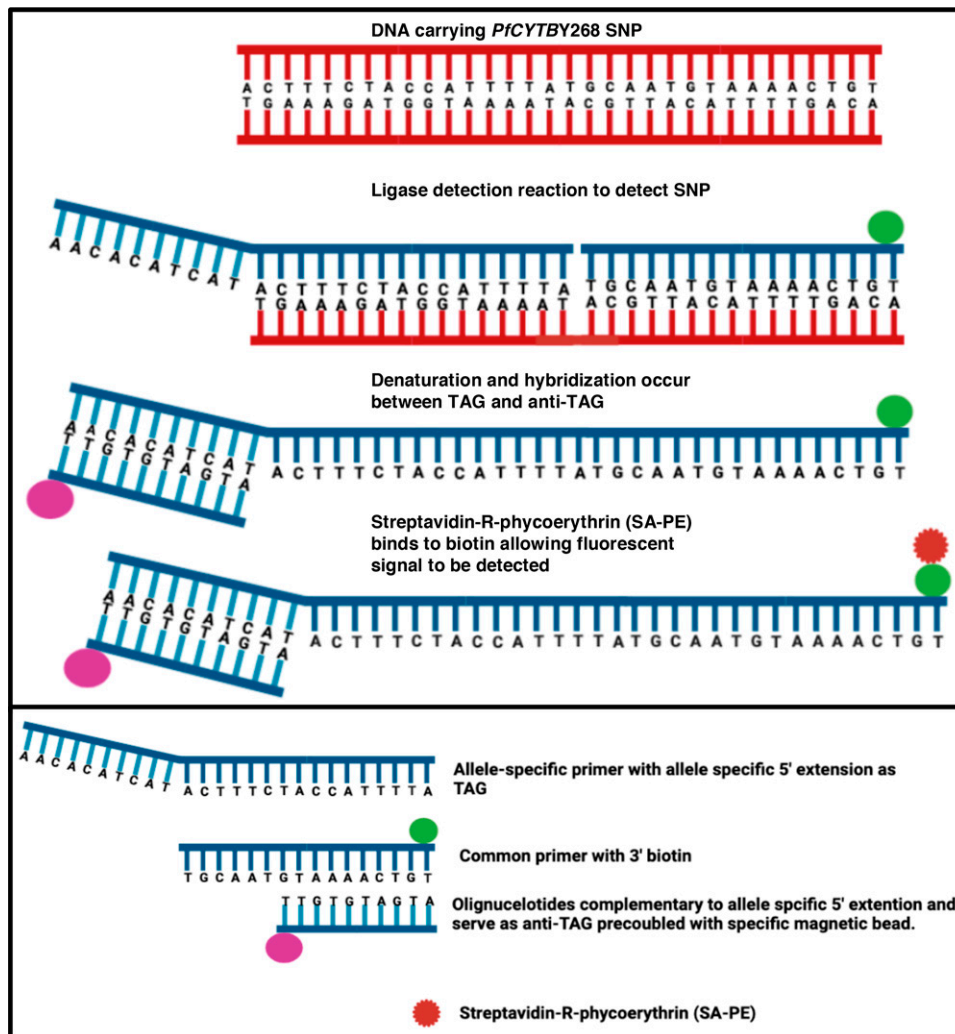 DNA carrying PfCYTBY268 SNP
ACTTTCTACCATTTTATGCAATGTAAAACTGT
TGAAAGATGGTAAAATACGTTACATTTTGACA
Ligase detection reaction to detect SNP
AACACATCAT
ACTTTCTACCATTTTA TGCAATGTAAAACTGT
TGAAAGATGGTAAAAT ACGTTACATTTTGACA
Denaturation and hybridization occur
between TAG and anti-TAG
AACACATCAT
TTGTGTAGTA
ACTTTCTACCATTTTATGCAATGTAAAACTGT
Streptavidin-R-phycoerythrin (SA-PE)
binds to biotin allowing fluorescent
signal to be detected
AACACATCAT
TTGTGTAGTA
ACTTTCTACCATTTTATGCAATGTAAAACTGT
AACACATCAT
ACTTTCTACCATTTTA
Allele-specific primer with allele specific 5' extension as
TAG
TGCAATGTAAAACTGT
Common primer with 3' biotin
TTGTGTAGTA
Olignucelotides complementary to allele spcific 5' extention and
serve as anti-TAG precoubled with specific magnetic bead.
Streptavidin-R-phycoerythrin (SA-PE)